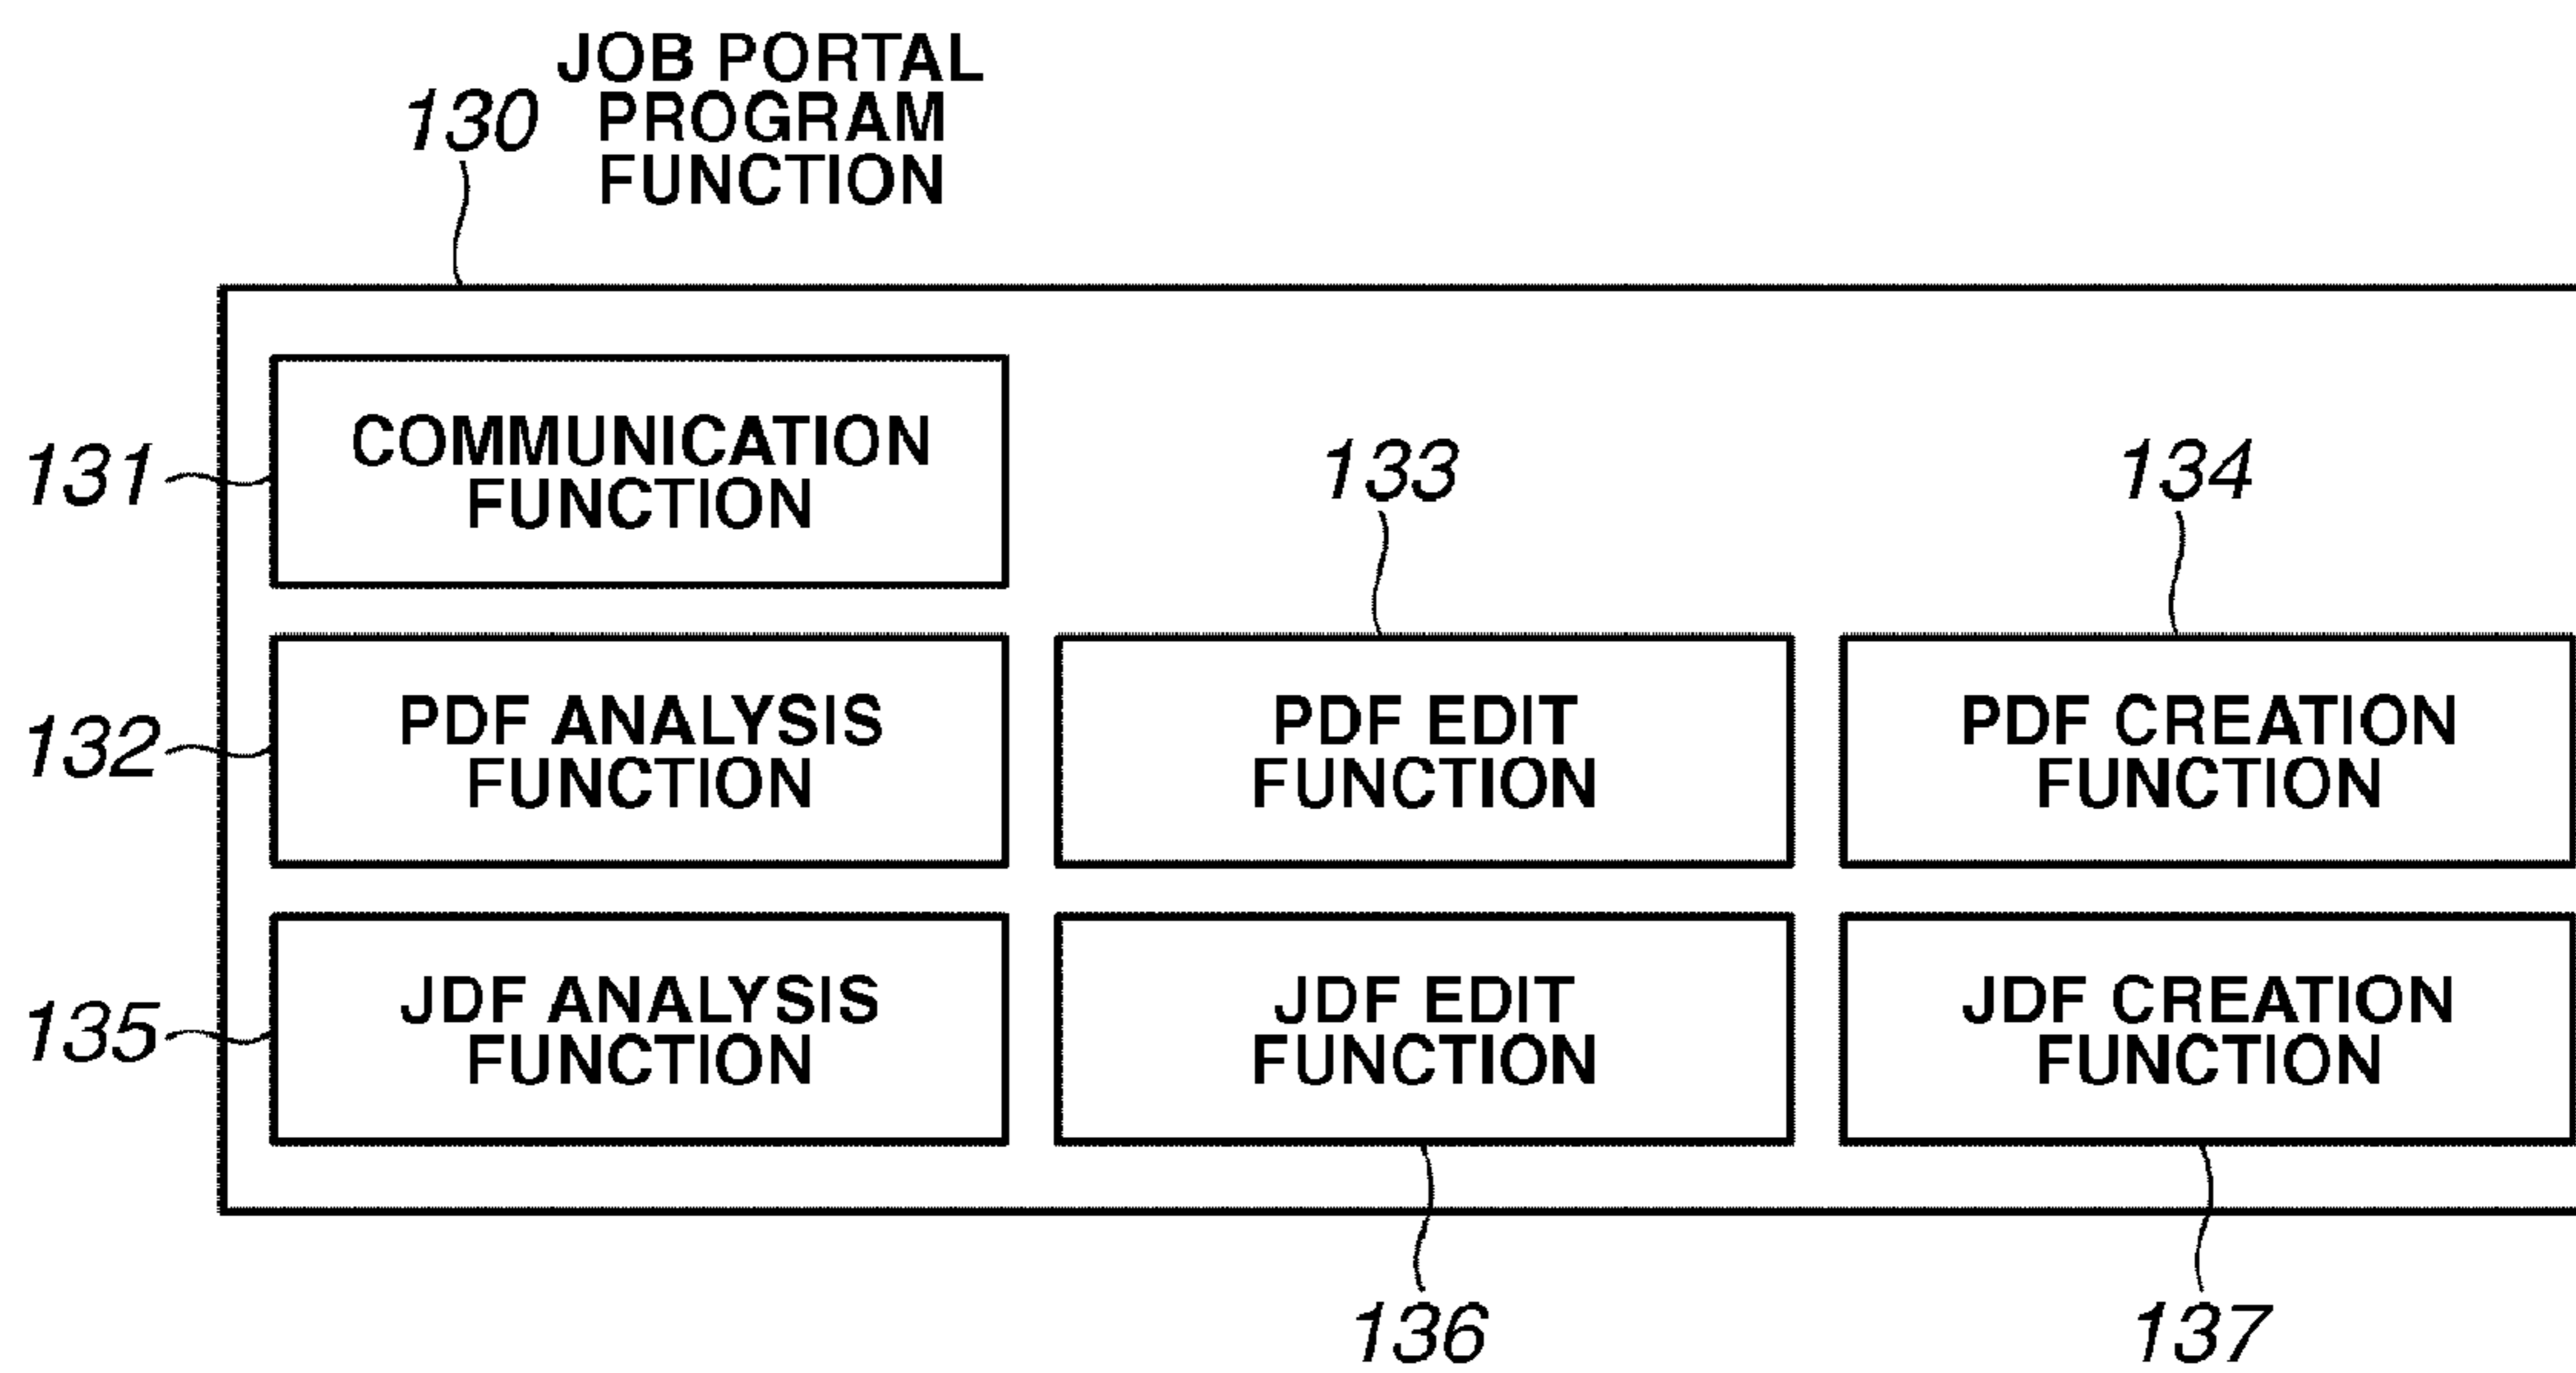 JOB PORTAL
130 PROGRAM
FUNCTION
131
COMMUNICATION
FUNCTION
133
134
132
PDF ANALYSIS
FUNCTION
PDF EDIT
FUNCTION
PDF CREATION
FUNCTION
135
JDF ANALYSIS
FUNCTION
JDF EDIT
FUNCTION
JDF CREATION
FUNCTION
136
137